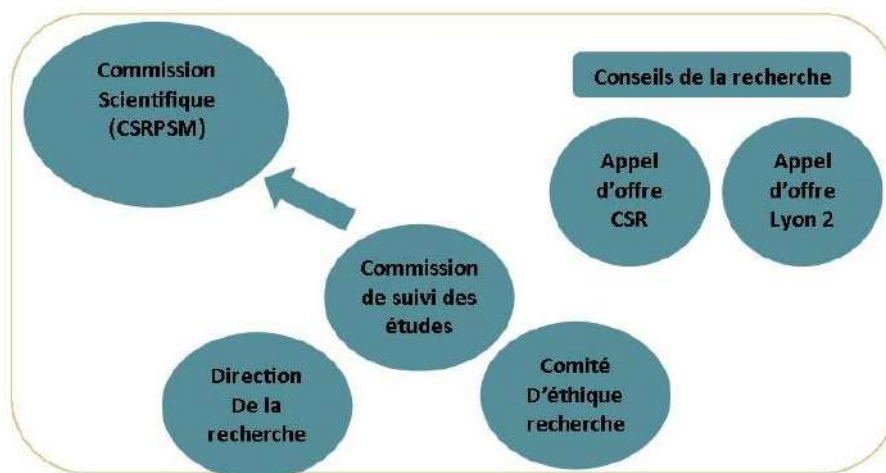 Commission
Scientifique
(CSRPSM)
Conseils de la recherche
Appel
d'offre
CSR
Appel
d'offre
Lyon 2
Commission
de suivi des
études
Direction
De la
recherche
Comité
D'éthique
recherche